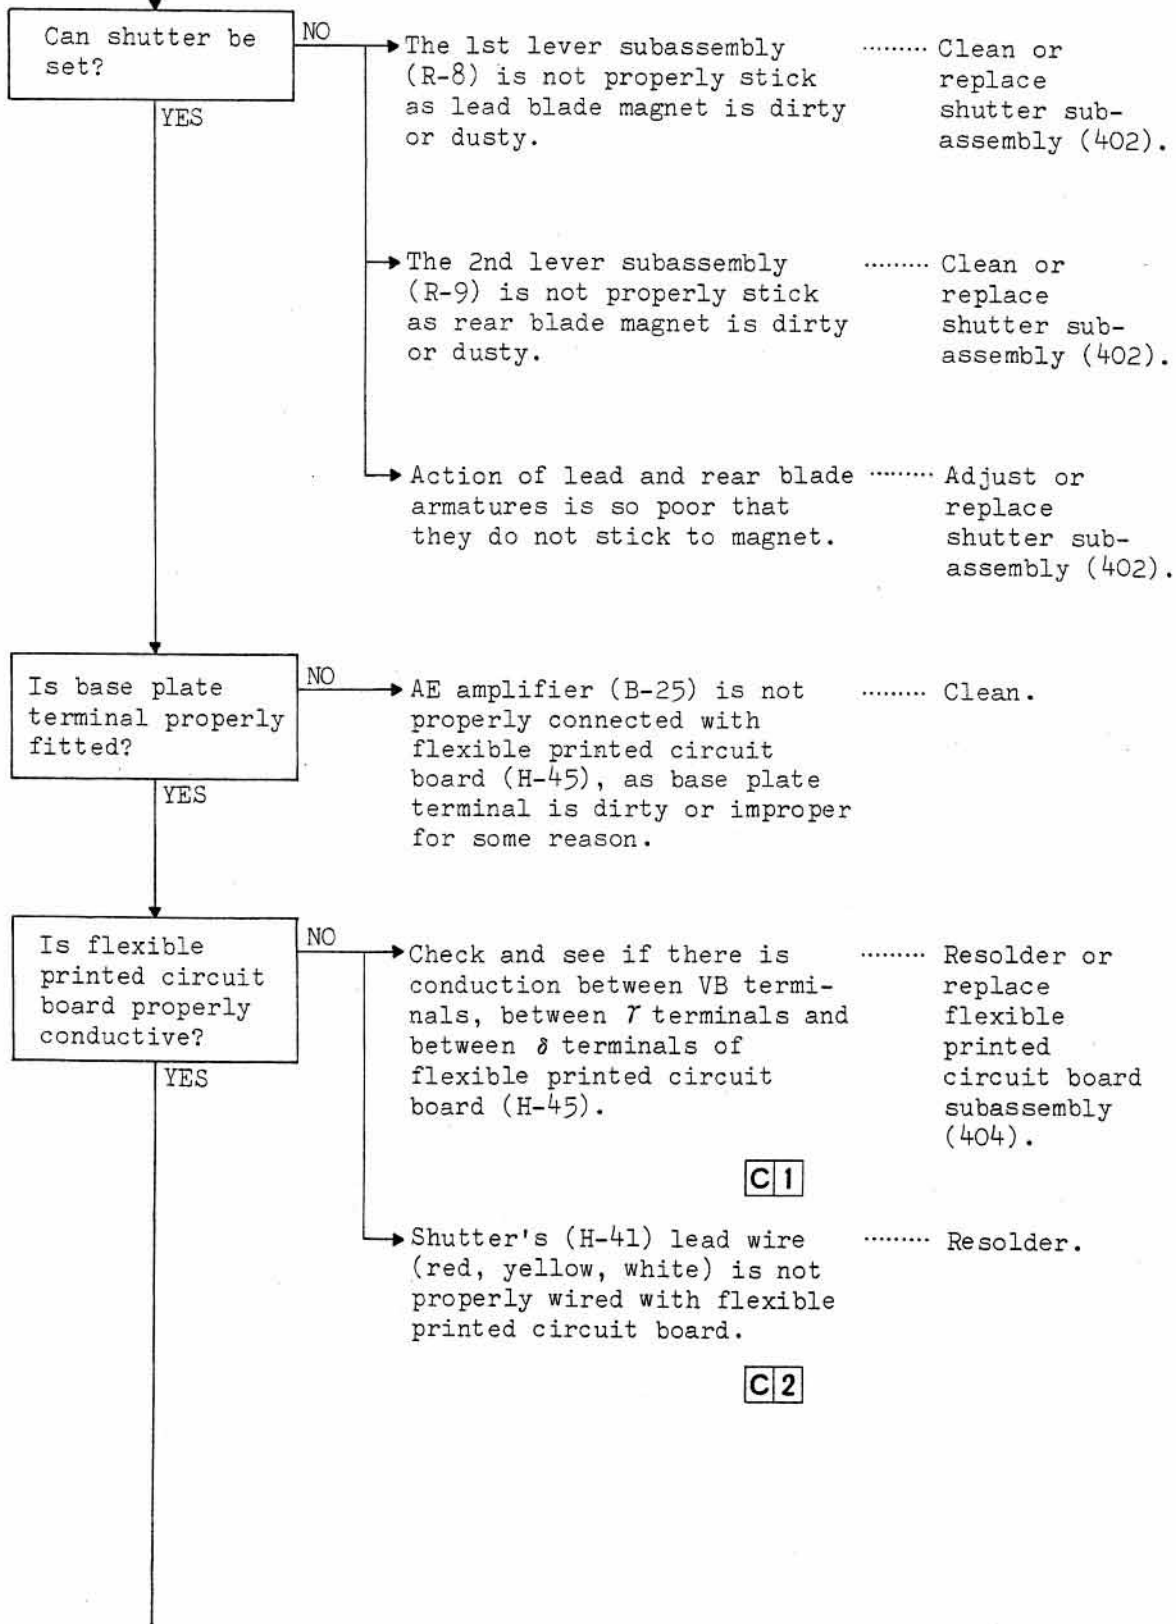 Can shutter be
set?
NO
YES
The 1st lever subassembly
(R-8) is not properly stick
as lead blade magnet is dirty
or dusty.
......... Clean or
replace
shutter sub-
assembly (402).
The 2nd lever subassembly
(R-9) is not properly stick
as rear blade magnet is dirty
or dusty.
......... Clean or
replace
shutter sub-
assembly (402).
Action of lead and rear blade
armatures is so poor that
they do not stick to magnet.
......... Adjust or
replace
shutter sub-
assembly (402).
Is base plate
terminal properly
fitted?
NO
YES
AE amplifier (B-25) is not
properly connected with
flexible printed circuit
board (H-45), as base plate
terminal is dirty or improper
for some reason.
......... Clean.
Is flexible
printed circuit
board properly
conductive?
NO
YES
Check and see if there is
conduction between VB termi-
nals, between γ terminals and
between δ terminals of
flexible printed circuit
board (H-45).
......... Resolder or
replace
flexible
printed
circuit board
subassembly
(404).
C 1
Shutter's (H-41) lead wire
(red, yellow, white) is not
properly wired with flexible
printed circuit board.
......... Resolder.
C 2